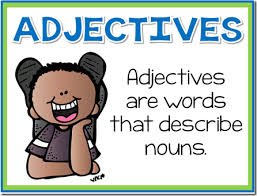 ADJECTIVES
Adjectives
are words
that describe
nouns.